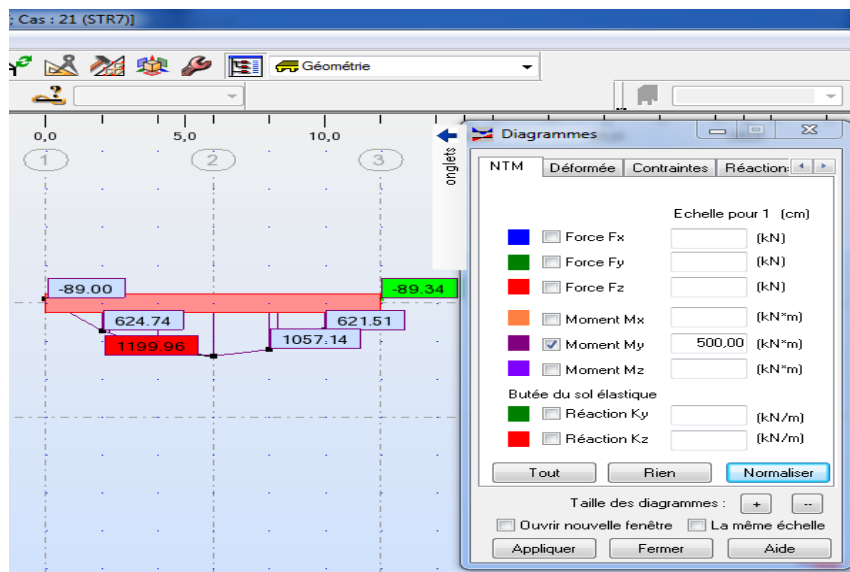 ; Cas : 21 (STR7)]
Géométrie
0,0 5,0 10,0
1 2 3
onglets
-89.00 -89.34
624.74 621.51
1199.96 1057.14
Diagrammes
NTM Déformée Contraintes Réaction:
Echelle pour 1 (cm)
Force Fx (kN)
Force Fy (kN)
Force Fz (kN)
Moment Mx (kN*m)
Moment My 500,00 (kN*m)
Moment Mz (kN*m)
Butée du sol élastique
Réaction Ky (kN/m)
Réaction Kz (kN/m)
Tout Rien Normaliser
Taille des diagrammes : + --
Ouvrir nouvelle fenêtre La même échelle
Appliquer Fermer Aide